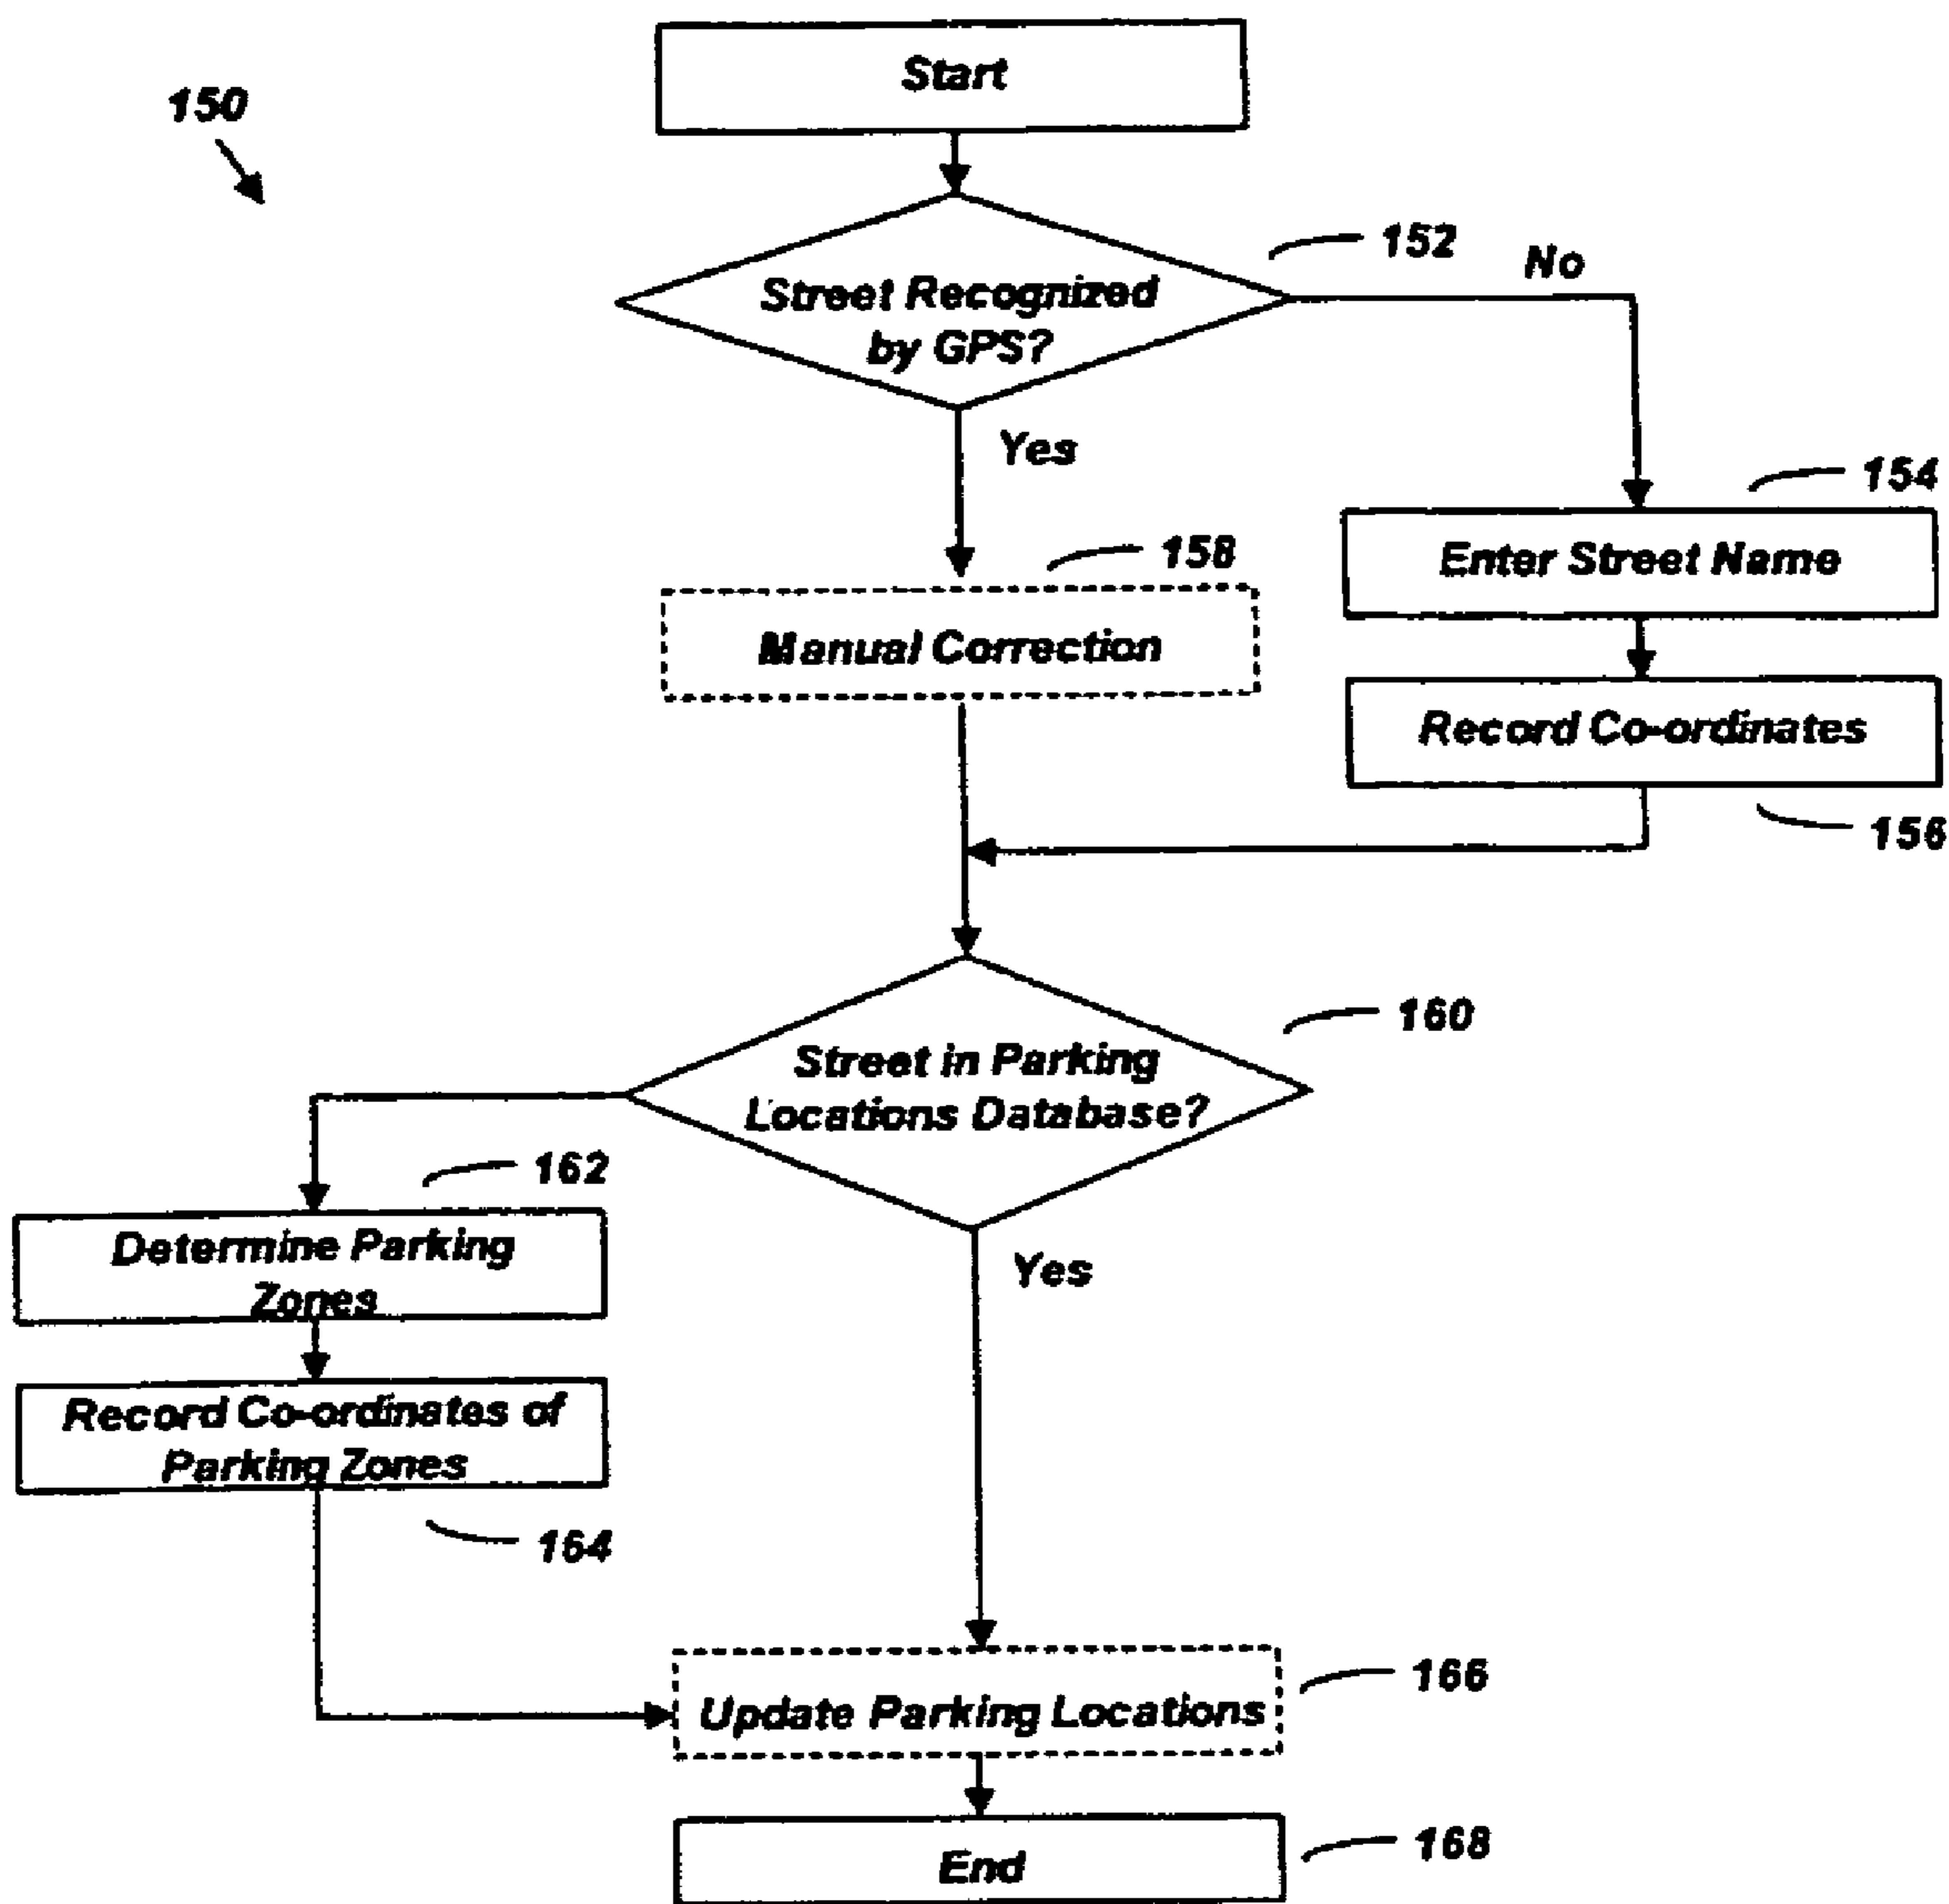 Start
150
152
No
Street Recognized
by GPS?
Yes
154
158
Enter Street Name
Manual Correction
Record Co-ordinates
156
160
Street in Parking
Locations Database?
162
Determine Parking
Zones
Yes
Record Co-ordinates of
Parking Zones
164
166
Update Parking Locations
168
End